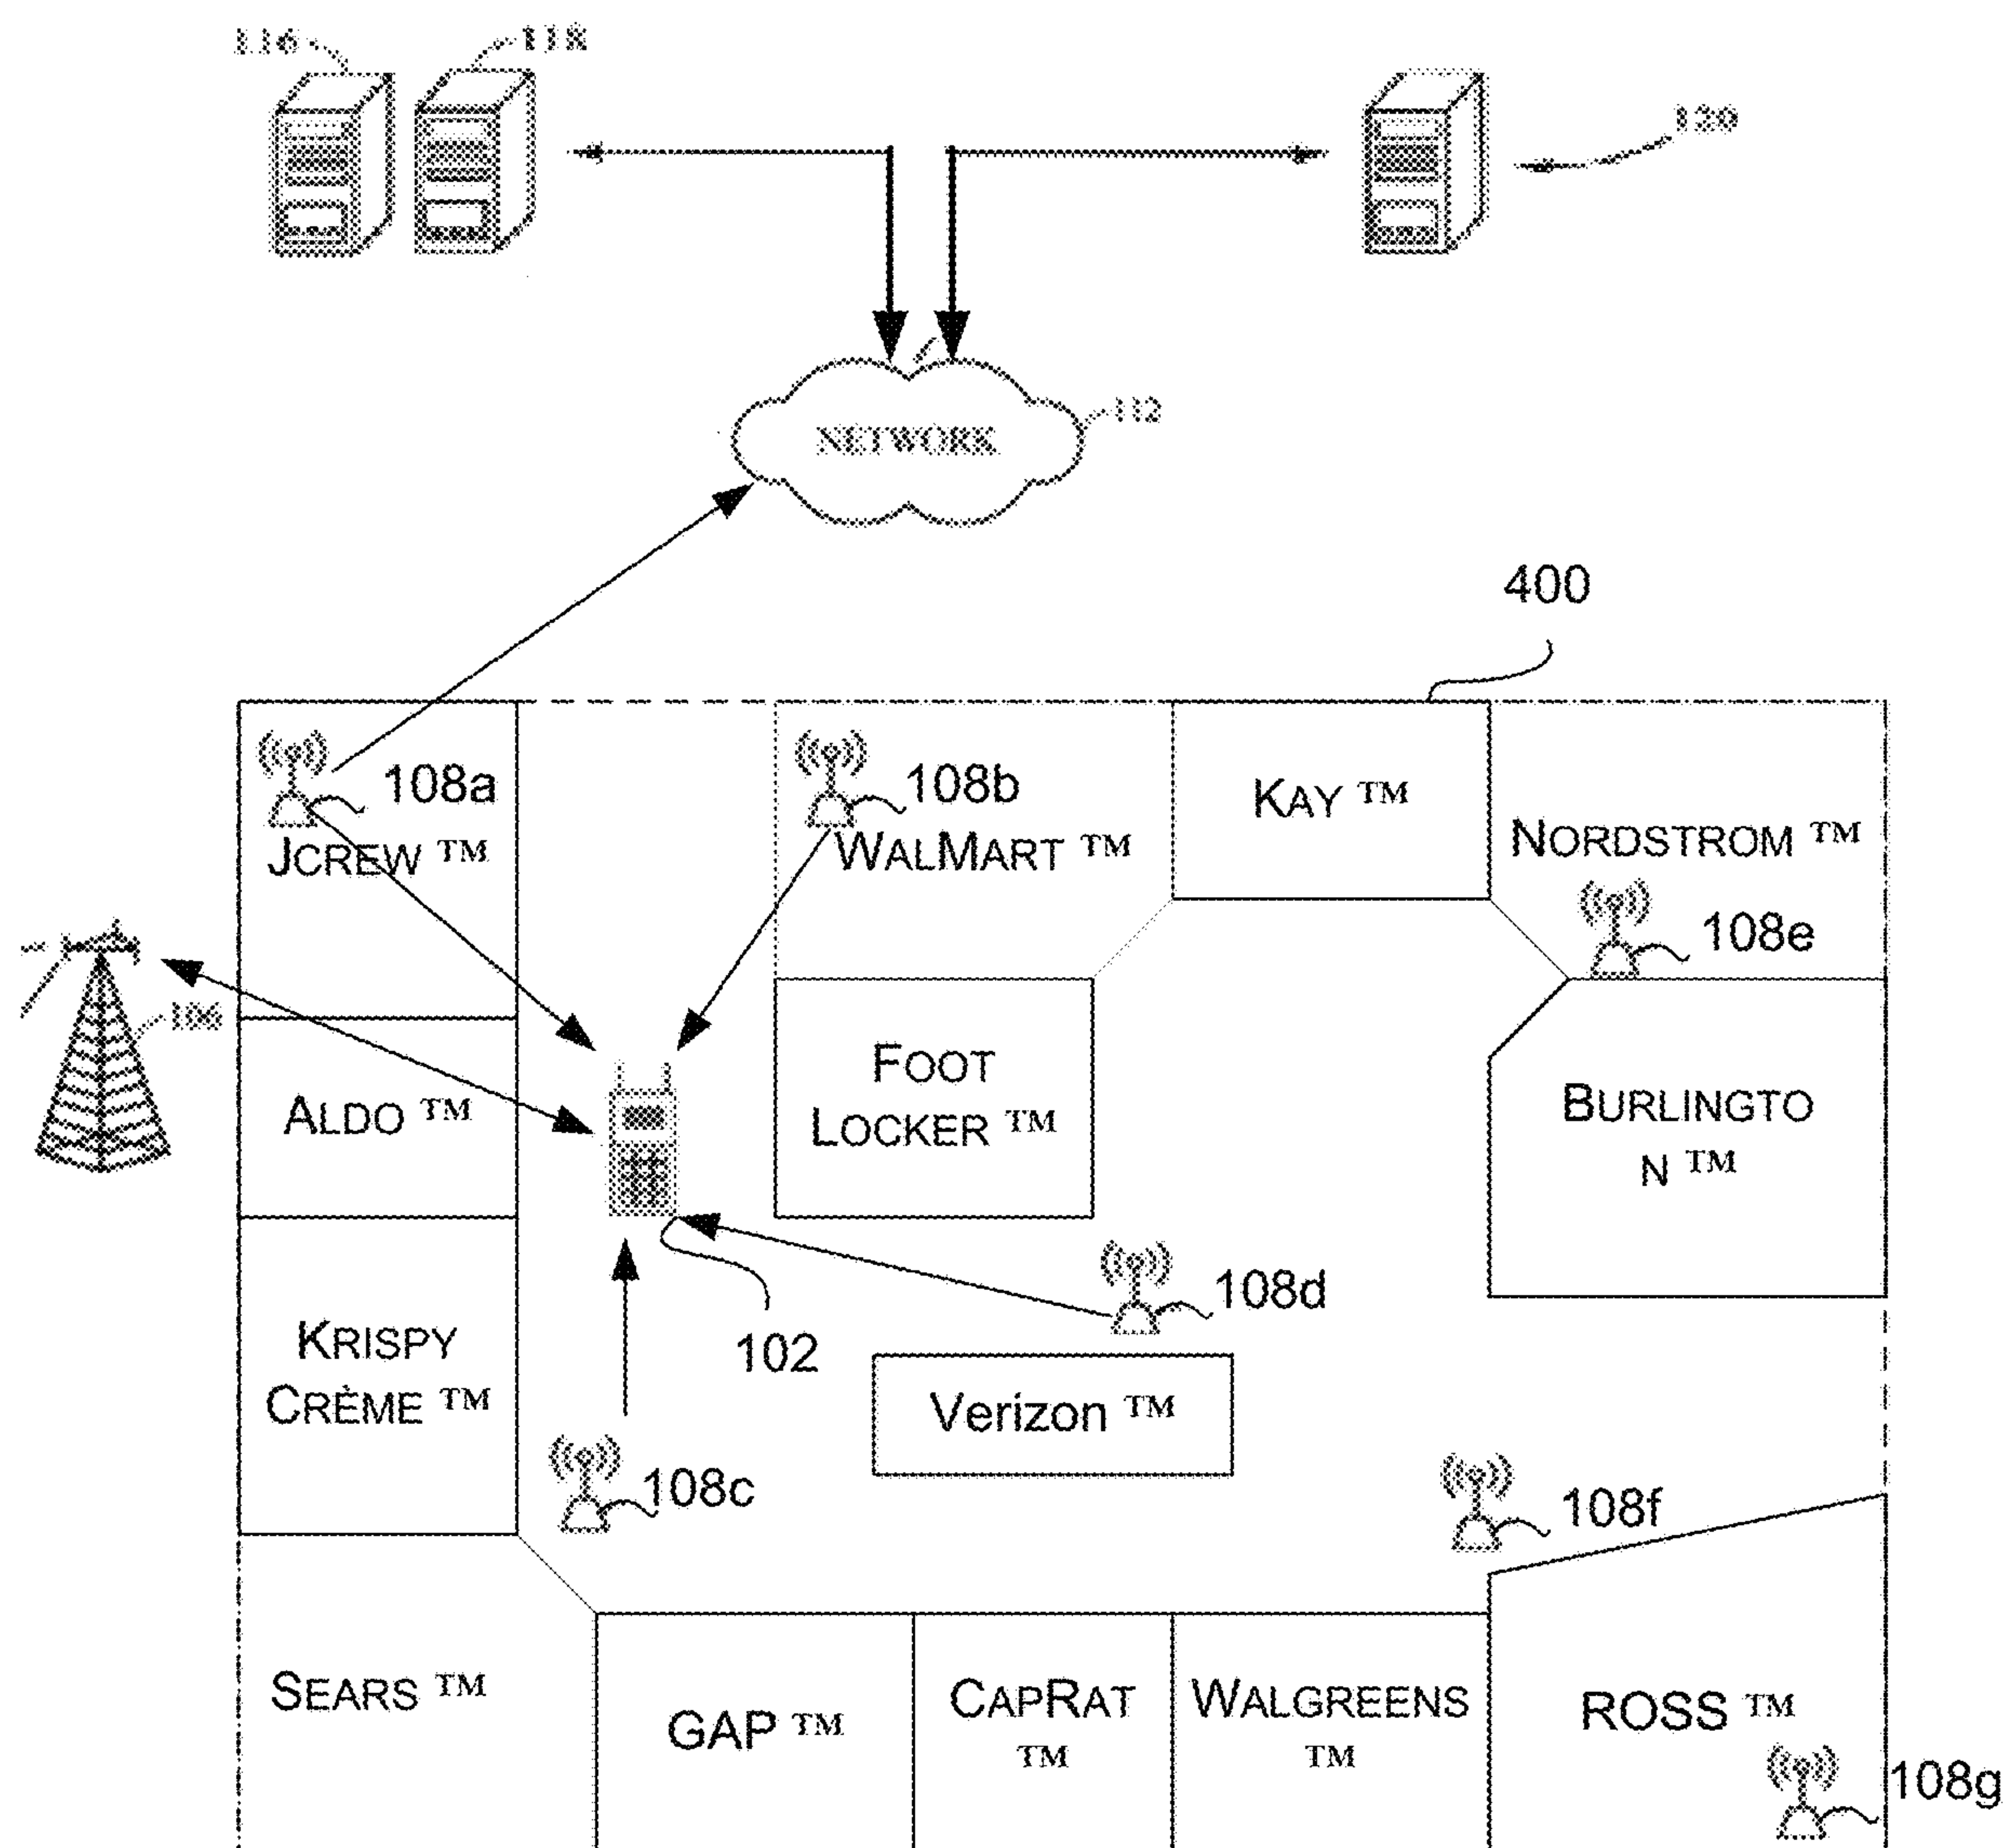 116
118
120
112
NETWORK
400
108a
JCREW ™
108b
WALMART ™
KAY ™
NORDSTROM ™
108e
106
ALDO ™
FOOT
LOCKER ™
BURLINGTO
N ™
KRISPY
CRÈME ™
102
108d
Verizon ™
108c
108f
SEARS ™
GAP ™
CAPRAT
™
WALGREENS
™
ROSS ™
108g